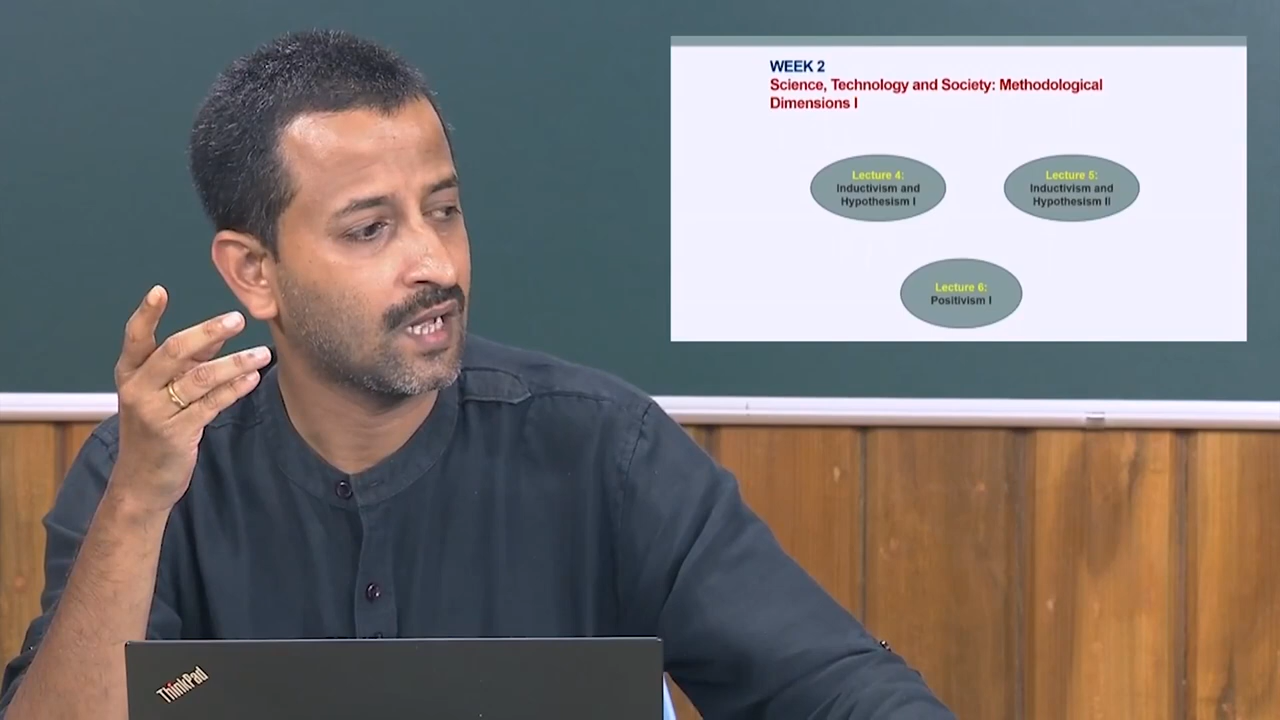 WEEK 2
Science, Technology and Society: Methodological
Dimensions I
Lecture 4:
Inductivism and
Hypothesism I
Lecture 5:
Inductivism and
Hypothesism II
Lecture 6:
Positivism I
ThinkPad